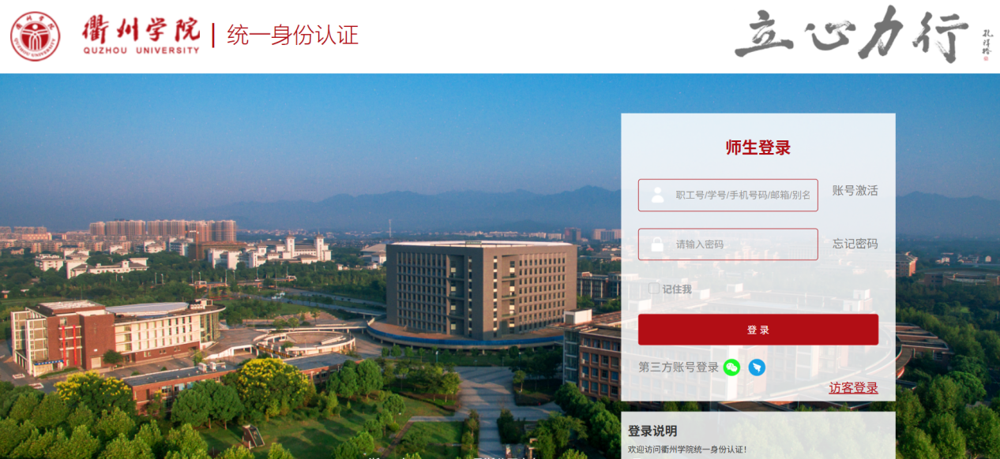 衢州学院
QUZHOU UNIVERSITY
统一身份认证
立心力行
师生登录
职工号/学号/手机号码/邮箱/别名
账号激活
请输入密码
忘记密码
记住我
登 录
第三方账号登录
访客登录
登录说明
欢迎访问衢州学院统一身份认证！